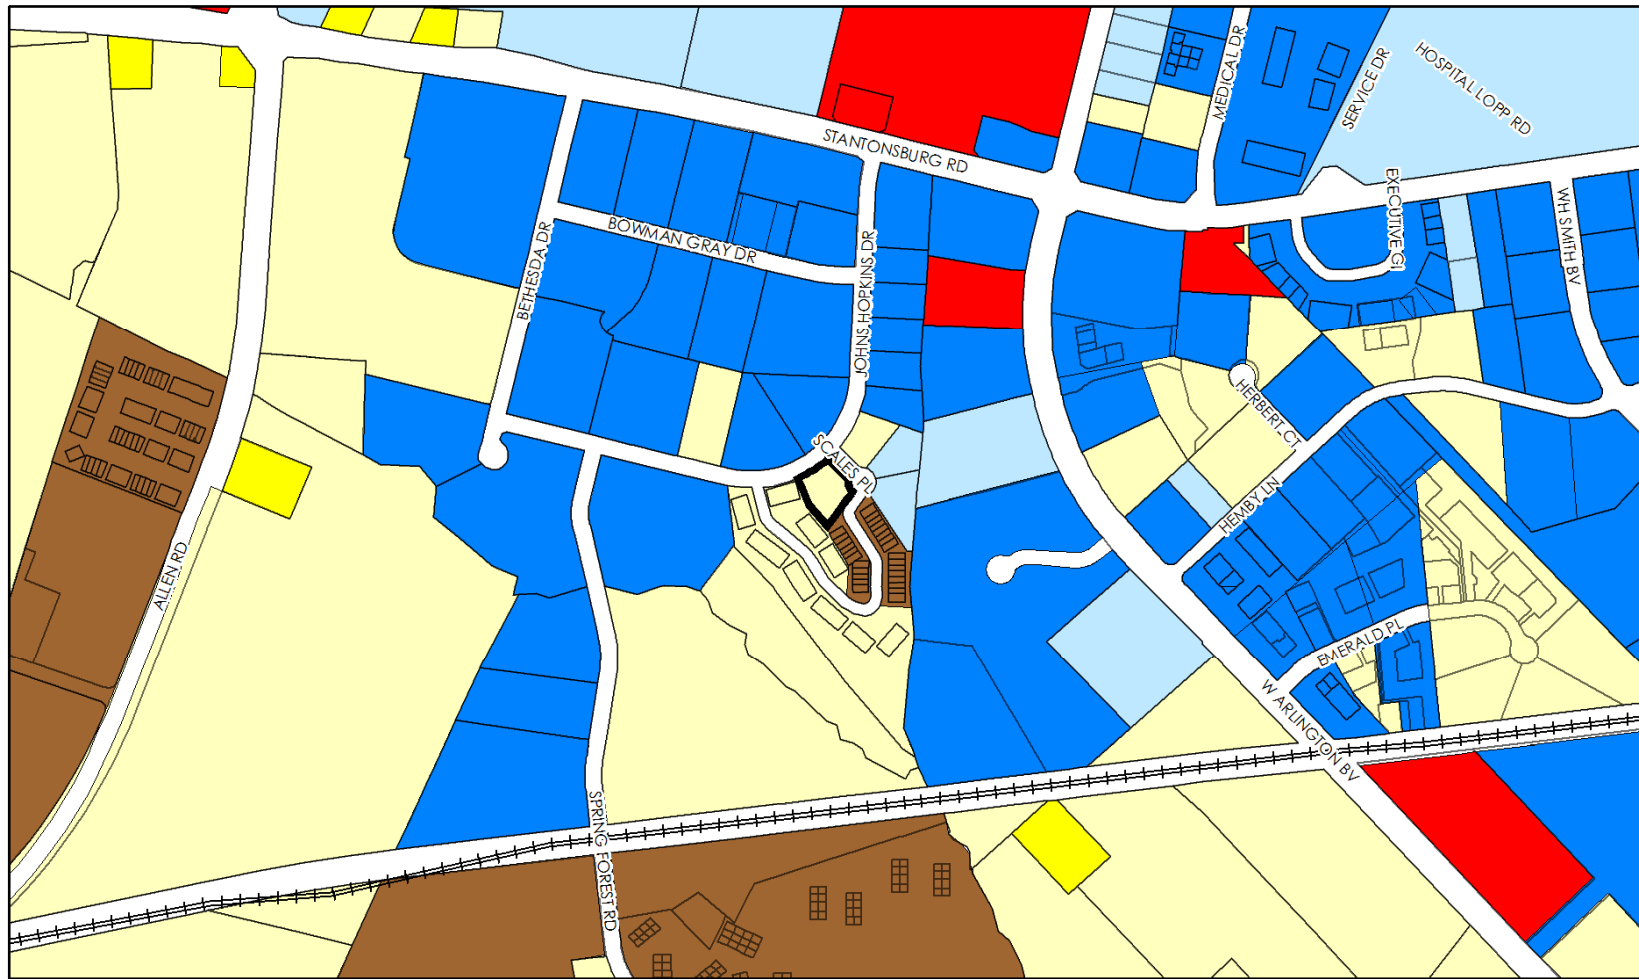 MEDICAL DR
SERVICE DR
HOSPITAL LOPP RD
STANTONSBURG RD
EXECUTIVE CI
WH SMITH BV
BOWMAN GRAY DR
BETHESDA DR
JOHNS HOPKINS DR
HERBERT CT
SCALES PL
HEMBY LN
ALLEN RD
EMERALD PL
W ARLINGTON BV
SPRING FOREST RD